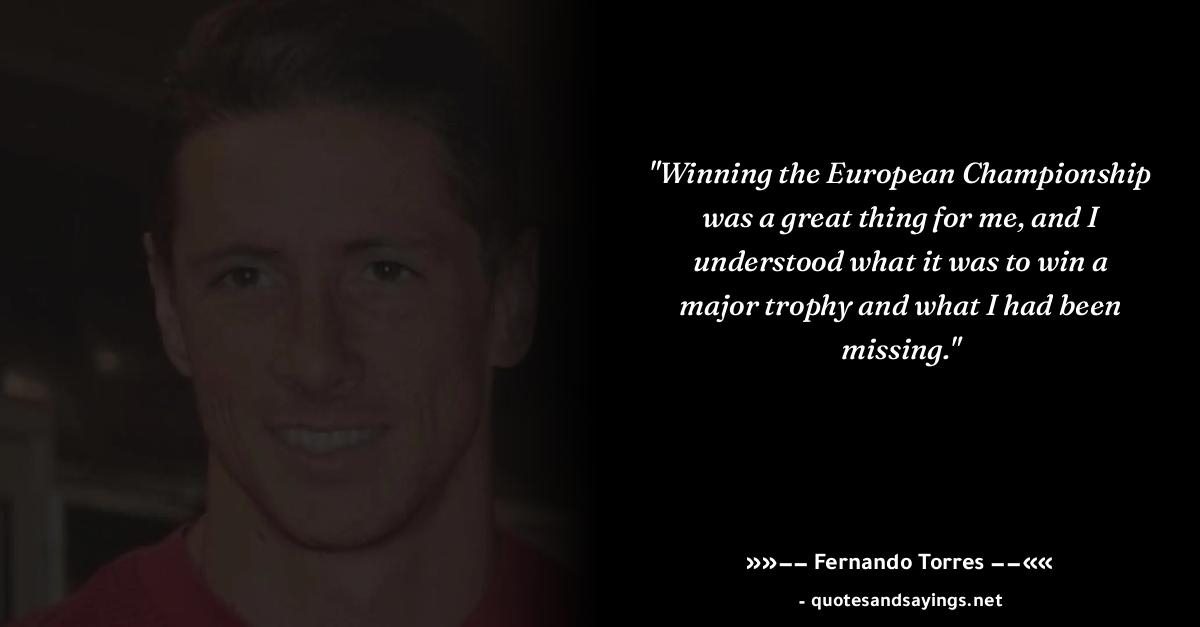 "Winning the European Championship
was a great thing for me, and I
understood what it was to win a
major trophy and what I had been
missing."
»»−− Fernando Torres −−««
- quotesandsayings.net